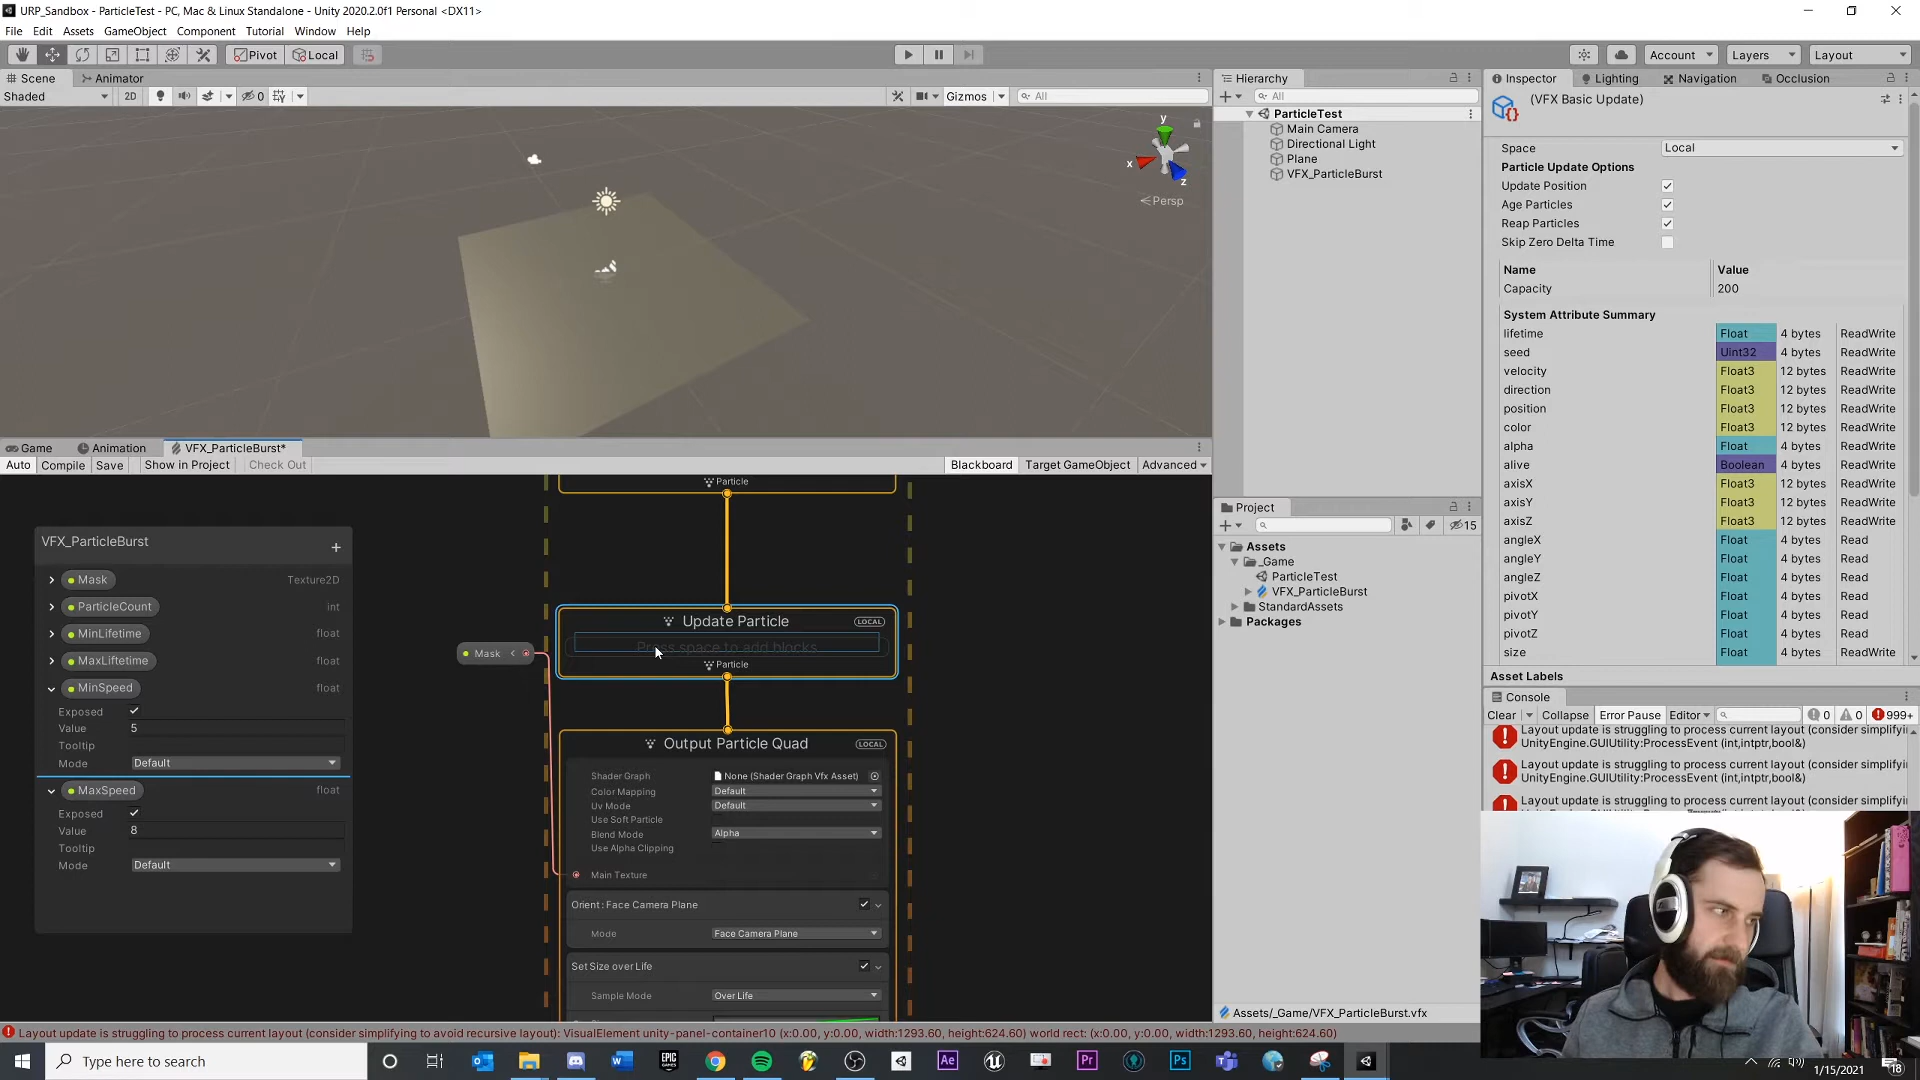 URP_Sandbox - ParticleTest - PC, Mac & Linux Standalone - Unity 2020.2.0f1 Personal <DX11>
File Edit Assets GameObject Component Tutorial Window Help
Pivot Local Account Layers Layout
Scene Animator
Shaded 2D 0 Gizmos All
y
x
z
Persp
Hierarchy
All
ParticleTest
Main Camera
Directional Light
Plane
VFX_ParticleBurst
Inspector Lighting Navigation Occlusion
(VFX Basic Update)
Space Local
Particle Update Options
Update Position
Age Particles
Reap Particles
Skip Zero Delta Time
Name Value
Capacity 200
System Attribute Summary
lifetime Float 4 bytes ReadWrite
seed Uint32 4 bytes ReadWrite
velocity Float3 12 bytes ReadWrite
direction Float3 12 bytes ReadWrite
position Float3 12 bytes ReadWrite
color Float3 12 bytes ReadWrite
alpha Float 4 bytes ReadWrite
alive Boolean 4 bytes ReadWrite
axisX Float3 12 bytes ReadWrite
axisY Float3 12 bytes ReadWrite
axisZ Float3 12 bytes ReadWrite
angleX Float 4 bytes Read
angleY Float 4 bytes Read
angleZ Float 4 bytes Read
pivotX Float 4 bytes Read
pivotY Float 4 bytes Read
pivotZ Float 4 bytes Read
size Float 4 bytes ReadWrite
Asset Labels
Game Animation VFX_ParticleBurst*
Auto Compile Save Show in Project Check Out Blackboard Target GameObject Advanced
VFX_ParticleBurst
Mask Texture2D
ParticleCount int
MinLifetime float
MaxLiftetime float
MinSpeed float
Exposed
Value 5
Tooltip
Mode Default
MaxSpeed float
Exposed
Value 8
Tooltip
Mode Default
Particle
Update Particle LOCAL
Press space to add blocks
Particle
Mask
Output Particle Quad LOCAL
Shader Graph None (Shader Graph Vfx Asset)
Color Mapping Default
Uv Mode Default
Use Soft Particle
Blend Mode Alpha
Use Alpha Clipping
Main Texture
Orient : Face Camera Plane
Mode Face Camera Plane
Set Size over Life
Sample Mode Over Life
Project
15
Assets
_Game
ParticleTest
VFX_ParticleBurst
StandardAssets
Packages
Assets/_Game/VFX_ParticleBurst.vfx
Console
Clear Collapse Error Pause Editor 0 0 999+
Layout update is struggling to process current layout (consider simplifyin
UnityEngine.GUIUtility:ProcessEvent (int,intptr,bool&)
Layout update is struggling to process current layout (consider simplifyin
UnityEngine.GUIUtility:ProcessEvent (int,intptr,bool&)
Layout update is struggling to process current layout (consider simplifyin
Layout update is struggling to process current layout (consider simplifying to avoid recursive layout): VisualElement unity-panel-container10 (x:0.00, y:0.00, width:1293.60, height:624.60) world rect: (x:0.00, y:0.00, width:1293.60, height:624.60)
Type here to search
EPIC GAMES
Ae
Pr
Ps
1/15/2021
18